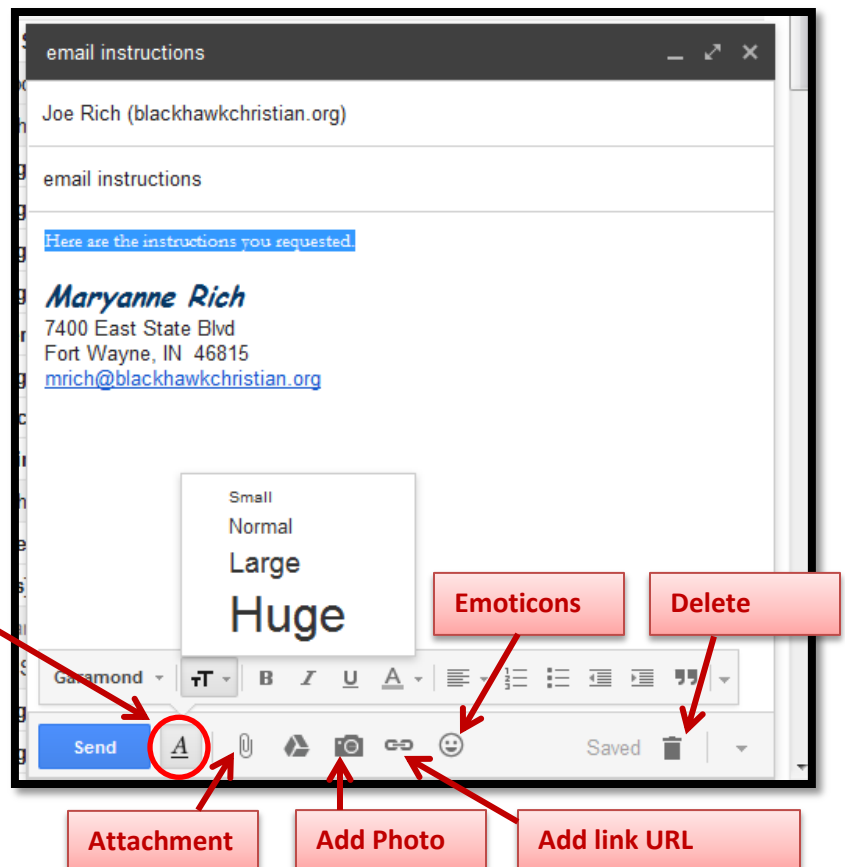 email instructions
Joe Rich (blackhawkchristian.org)
email instructions
Here are the instructions you requested.
Maryanne Rich
7400 East State Blvd
Fort Wayne, IN 46815
mrich@blackhawkchristian.org
Small
Normal
Large
Huge
Emoticons
Delete
Garamond
B I U A
Send A
Saved
Attachment
Add Photo
Add link URL